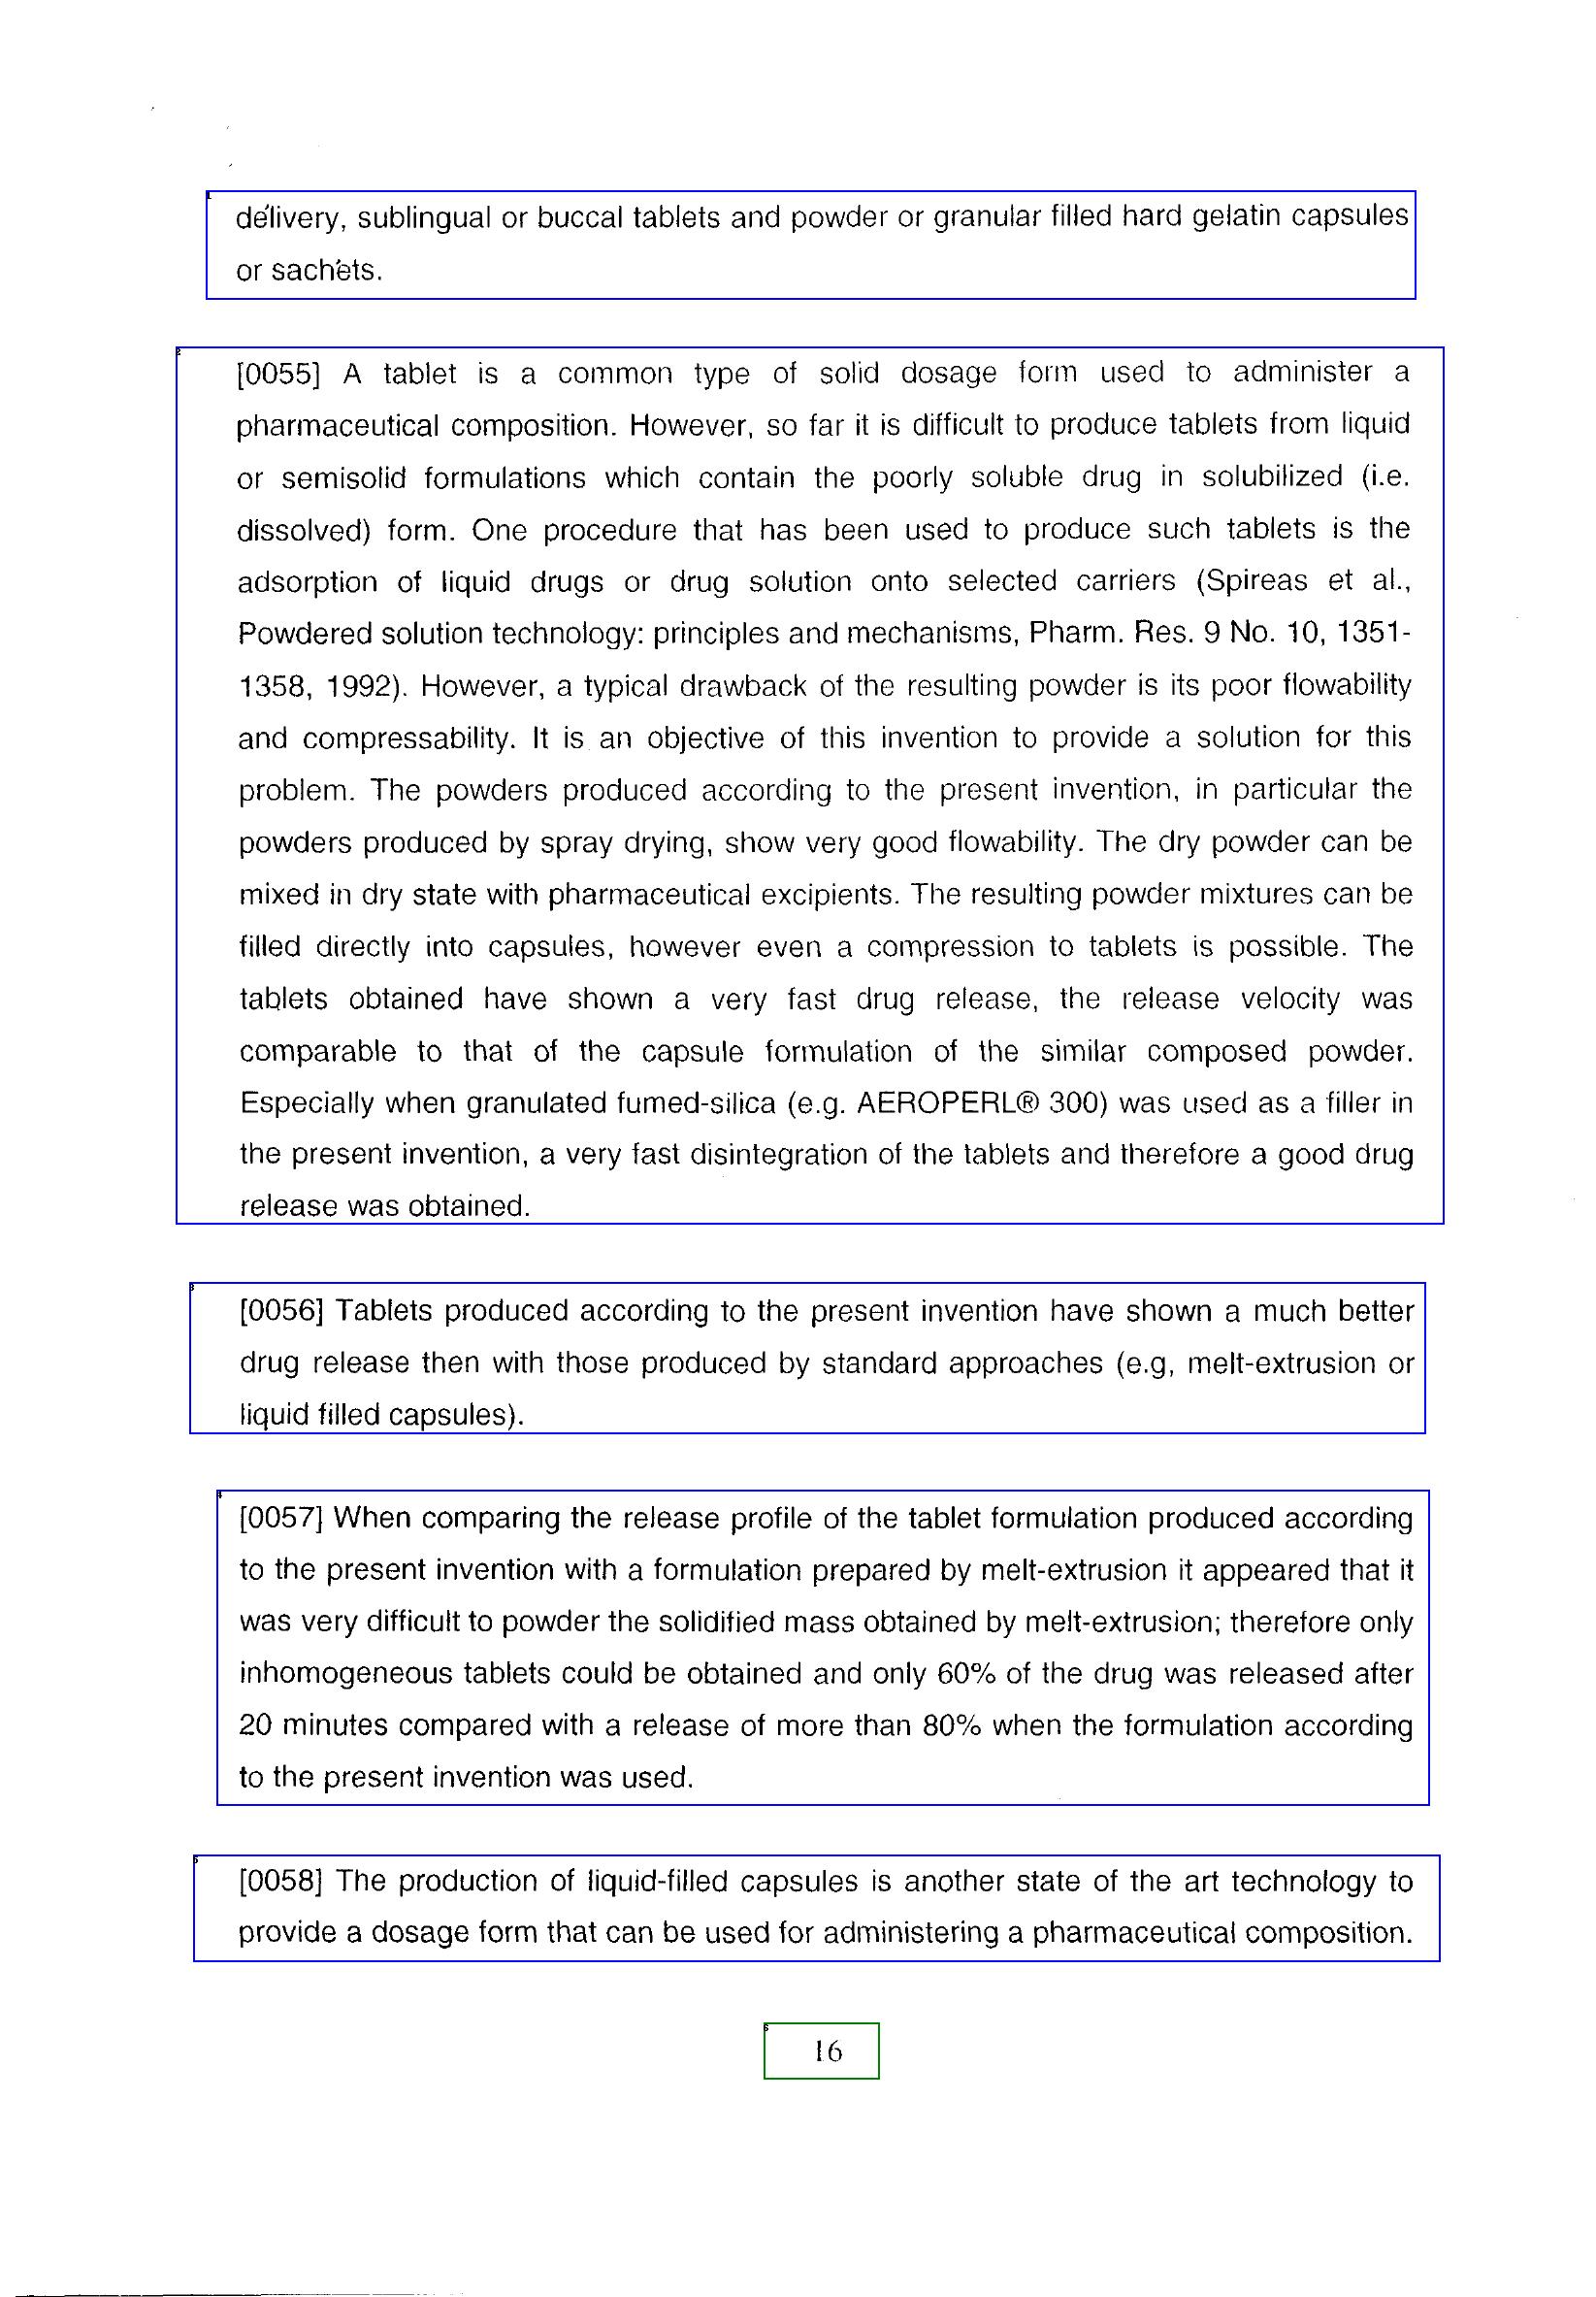 delivery, sublingual or buccal tablets and powder or granular filled hard gelatin capsules
or sachets.
[0055] A tablet is a common type of solid dosage form used to administer a
pharmaceutical composition. However, so far it is difficult to produce tablets from liquid
or semisolid formulations which contain the poorly soluble drug in solubilized (i.e.
dissolved) form. One procedure that has been used to produce such tablets is the
adsorption of liquid drugs or drug solution onto selected carriers (Spireas et al.,
Powdered solution technology: principles and mechanisms, Pharm. Res. 9 No. 10, 1351-
1358, 1992). However, a typical drawback of the resulting powder is its poor flowability
and compressability. It is an objective of this invention to provide a solution for this
problem. The powders produced according to the present invention, in particular the
powders produced by spray drying, show very good flowability. The dry powder can be
mixed in dry state with pharmaceutical excipients. The resulting powder mixtures can be
filled directly into capsules, however even a compression to tablets is possible. The
tablets obtained have shown a very fast drug release, the release velocity was
comparable to that of the capsule formulation of the similar composed powder.
Especially when granulated fumed-silica (e.g. AEROPERL® 300) was used as a filler in
the present invention, a very fast disintegration of the tablets and therefore a good drug
release was obtained.
[0056] Tablets produced according to the present invention have shown a much better
drug release then with those produced by standard approaches (e.g, melt-extrusion or
liquid filled capsules).
[0057] When comparing the release profile of the tablet formulation produced according
to the present invention with a formulation prepared by melt-extrusion it appeared that it
was very difficult to powder the solidified mass obtained by melt-extrusion; therefore only
inhomogeneous tablets could be obtained and only 60% of the drug was released after
20 minutes compared with a release of more than 80% when the formulation according
to the present invention was used.
[0058] The production of liquid-filled capsules is another state of the art technology to
provide a dosage form that can be used for administering a pharmaceutical composition.
16